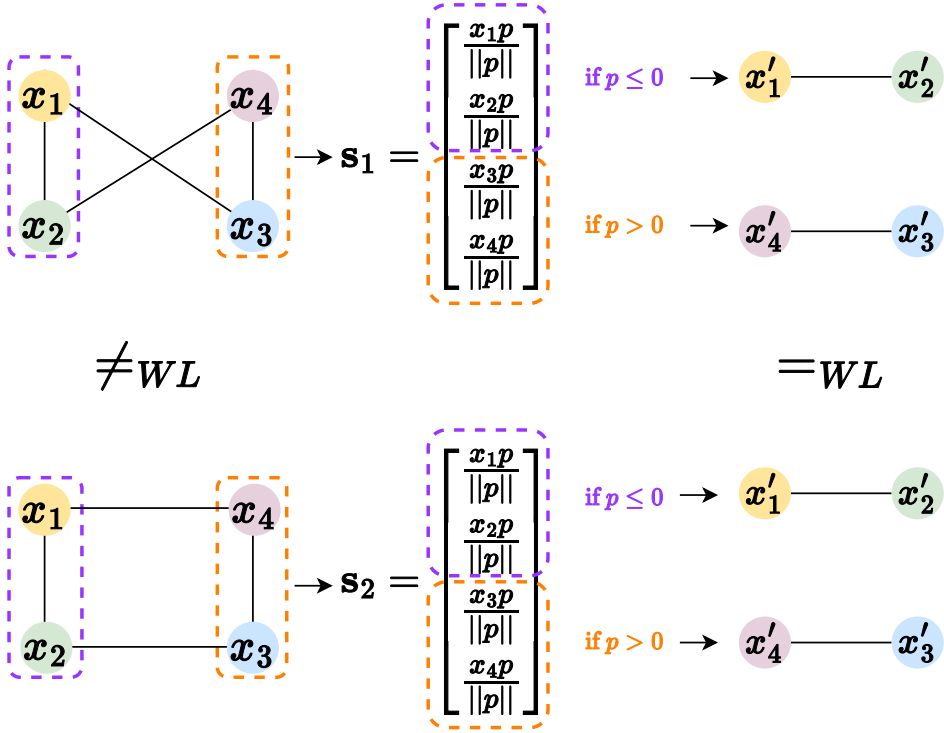 x₁ x₄
x₂ x₃
s₁ = [ x₁p/||p|| x₂p/||p|| x₃p/||p|| x₄p/||p|| ]
if p ≤ 0 x′₁ x′₂
if p > 0 x′₄ x′₃
≠WL =WL
x₁ x₄
x₂ x₃
s₂ = [ x₁p/||p|| x₂p/||p|| x₃p/||p|| x₄p/||p|| ]
if p ≤ 0 x′₁ x′₂
if p > 0 x′₄ x′₃